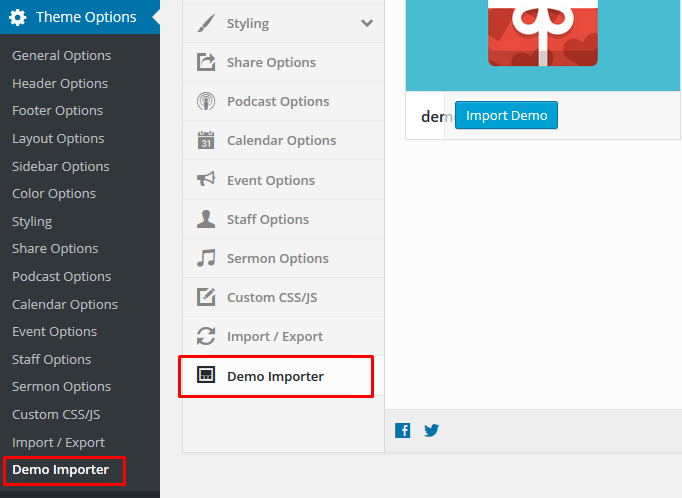 Theme Options
General Options
Header Options
Footer Options
Layout Options
Sidebar Options
Color Options
Styling
Share Options
Podcast Options
Calendar Options
Event Options
Staff Options
Sermon Options
Custom CSS/JS
Import / Export
Demo Importer
Styling
Share Options
Podcast Options
31
Calendar Options
Event Options
Staff Options
Sermon Options
Custom CSS/JS
Import / Export
Demo Importer
Import Demo